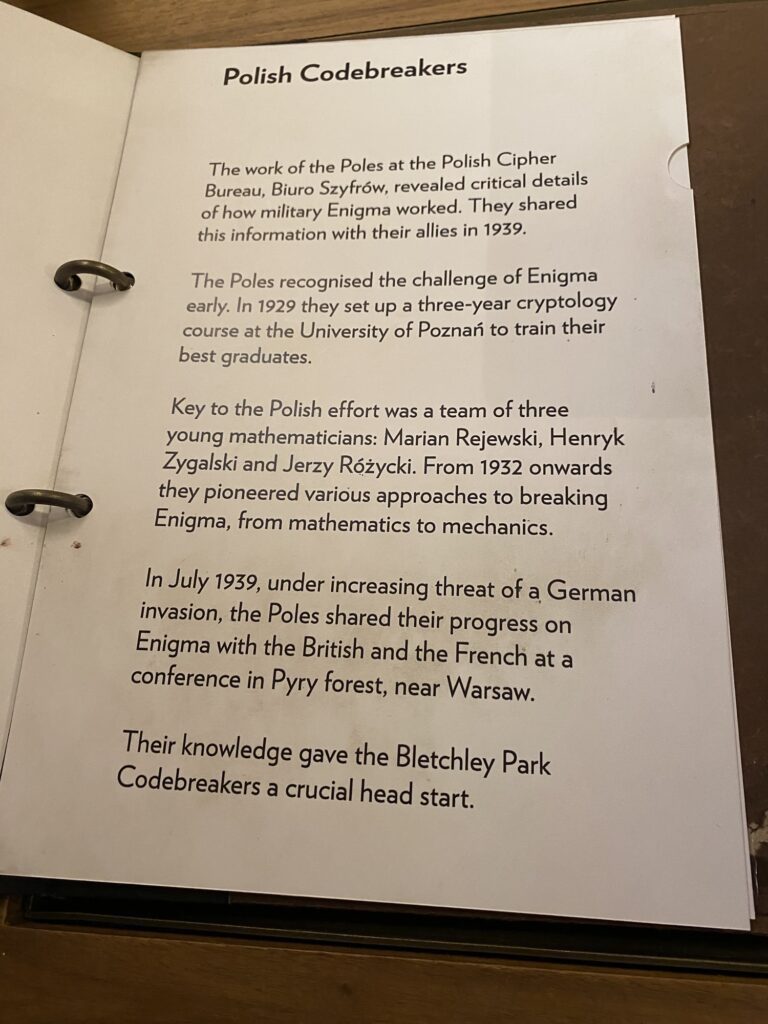 Polish Codebreakers
The work of the Poles at the Polish Cipher
Bureau, Biuro Szyfrów, revealed critical details
of how military Enigma worked. They shared
this information with their allies in 1939.
The Poles recognised the challenge of Enigma
early. In 1929 they set up a three-year cryptology
course at the University of Poznań to train their
best graduates.
Key to the Polish effort was a team of three
young mathematicians: Marian Rejewski, Henryk
Zygalski and Jerzy Różycki. From 1932 onwards
they pioneered various approaches to breaking
Enigma, from mathematics to mechanics.
In July 1939, under increasing threat of a German
invasion, the Poles shared their progress on
Enigma with the British and the French at a
conference in Pyry forest, near Warsaw.
Their knowledge gave the Bletchley Park
Codebreakers a crucial head start.